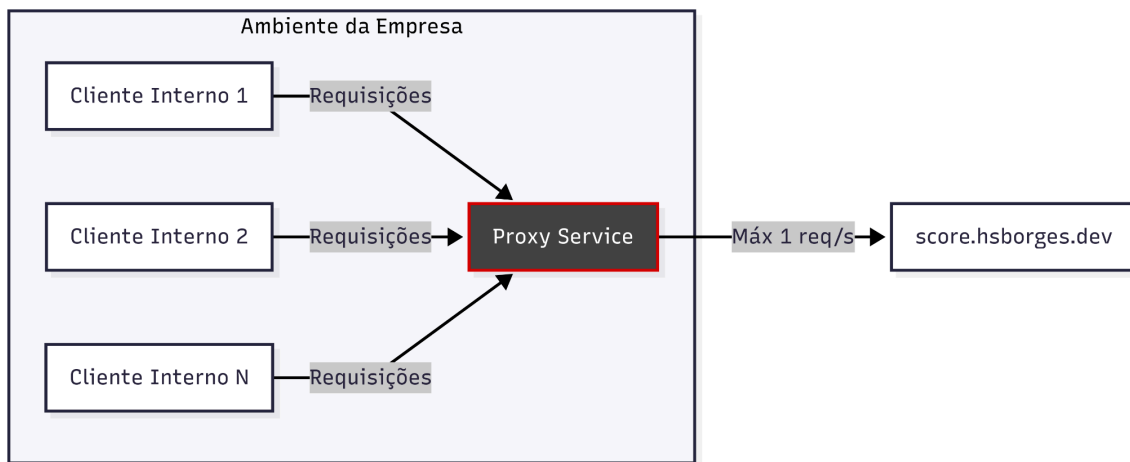 Ambiente da Empresa
Cliente Interno 1
Requisições
Cliente Interno 2
Requisições
Proxy Service
Máx 1 req/s
score.hsborges.dev
Cliente Interno N
Requisições